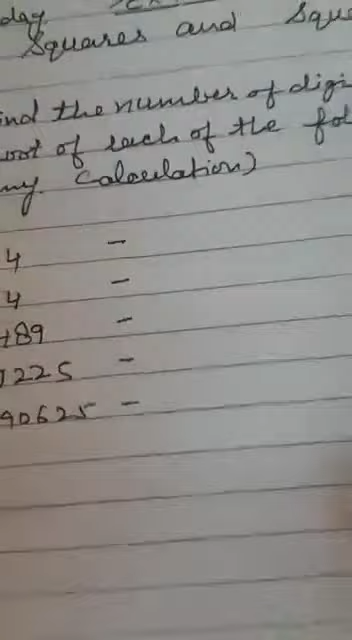 day
Squares and Squ
ind the number of digi
oot of each of the fol
ny Calculation)
4 -
4 -
489 -
1225 -
90625 -